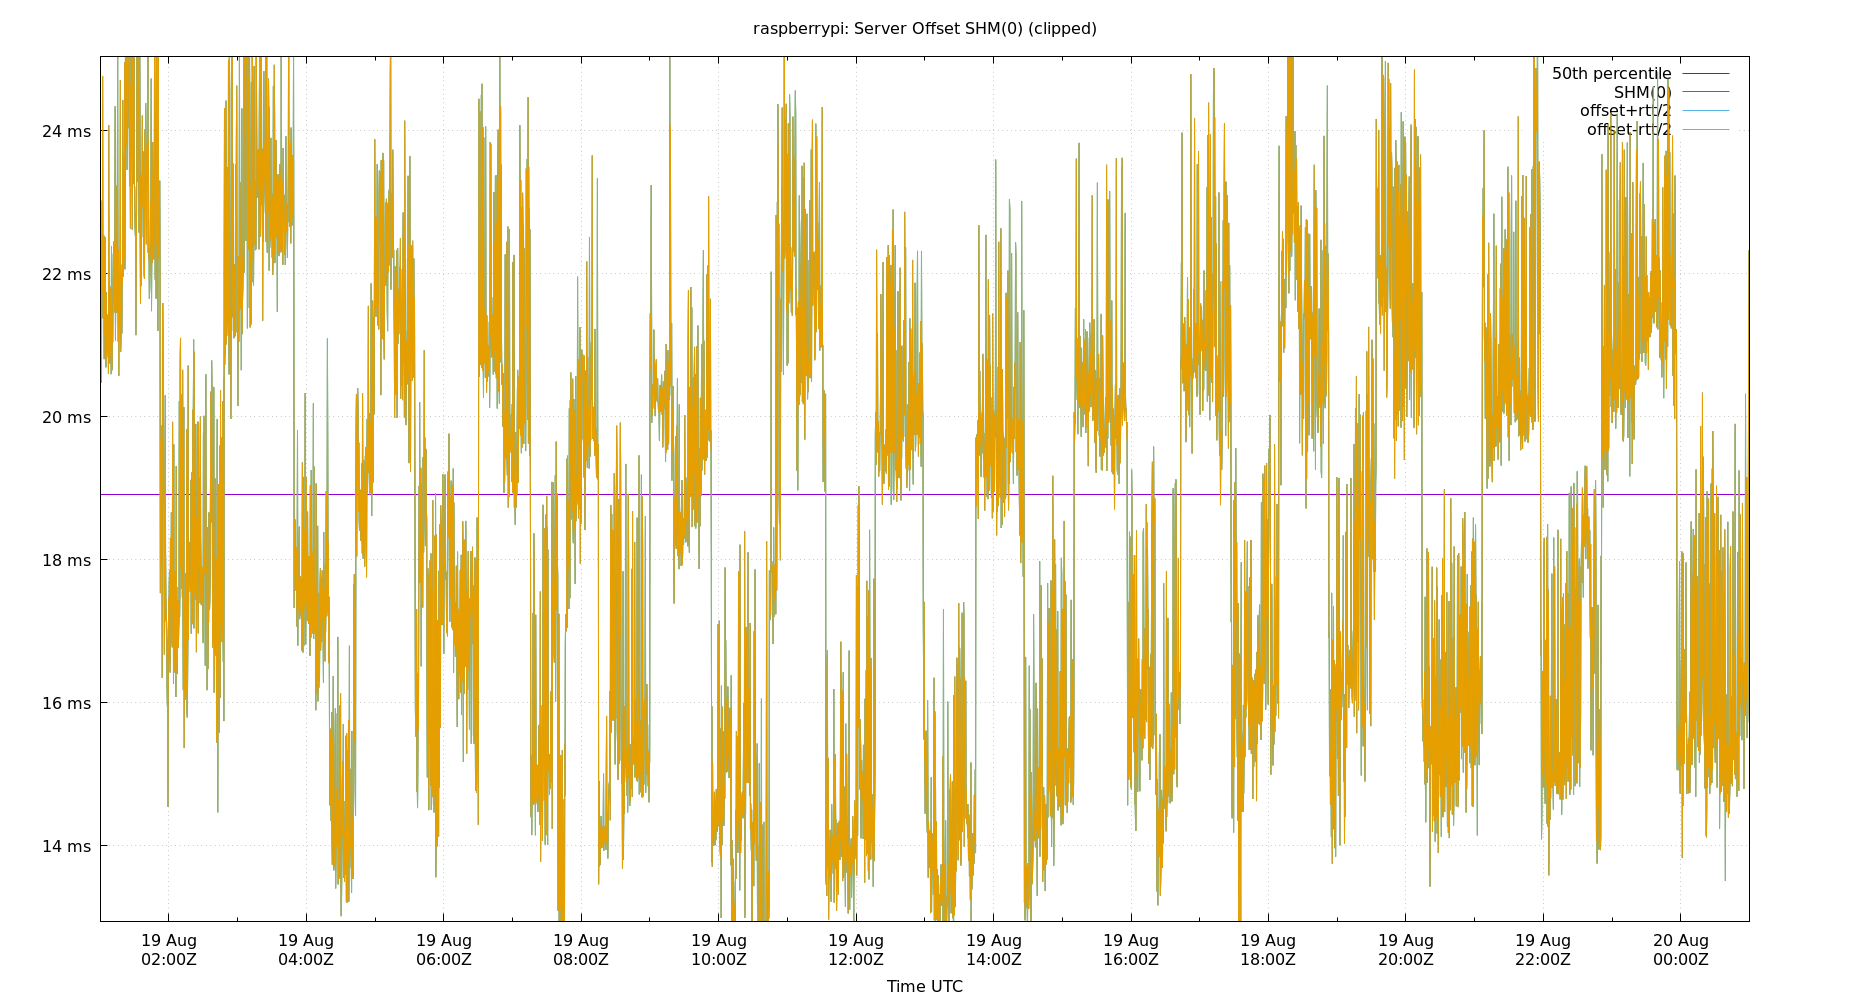 raspberrypi: Server Offset SHM(0) (clipped)
50th percentile
SHM(0)
offset+rtt/2
offset-rtt/2
24 ms
22 ms
20 ms
18 ms
16 ms
14 ms
19 Aug 19 Aug 19 Aug 19 Aug 19 Aug 19 Aug 19 Aug 19 Aug 19 Aug 19 Aug 19 Aug 20 Aug
02:00Z 04:00Z 06:00Z 08:00Z 10:00Z 12:00Z 14:00Z 16:00Z 18:00Z 20:00Z 22:00Z 00:00Z
Time UTC